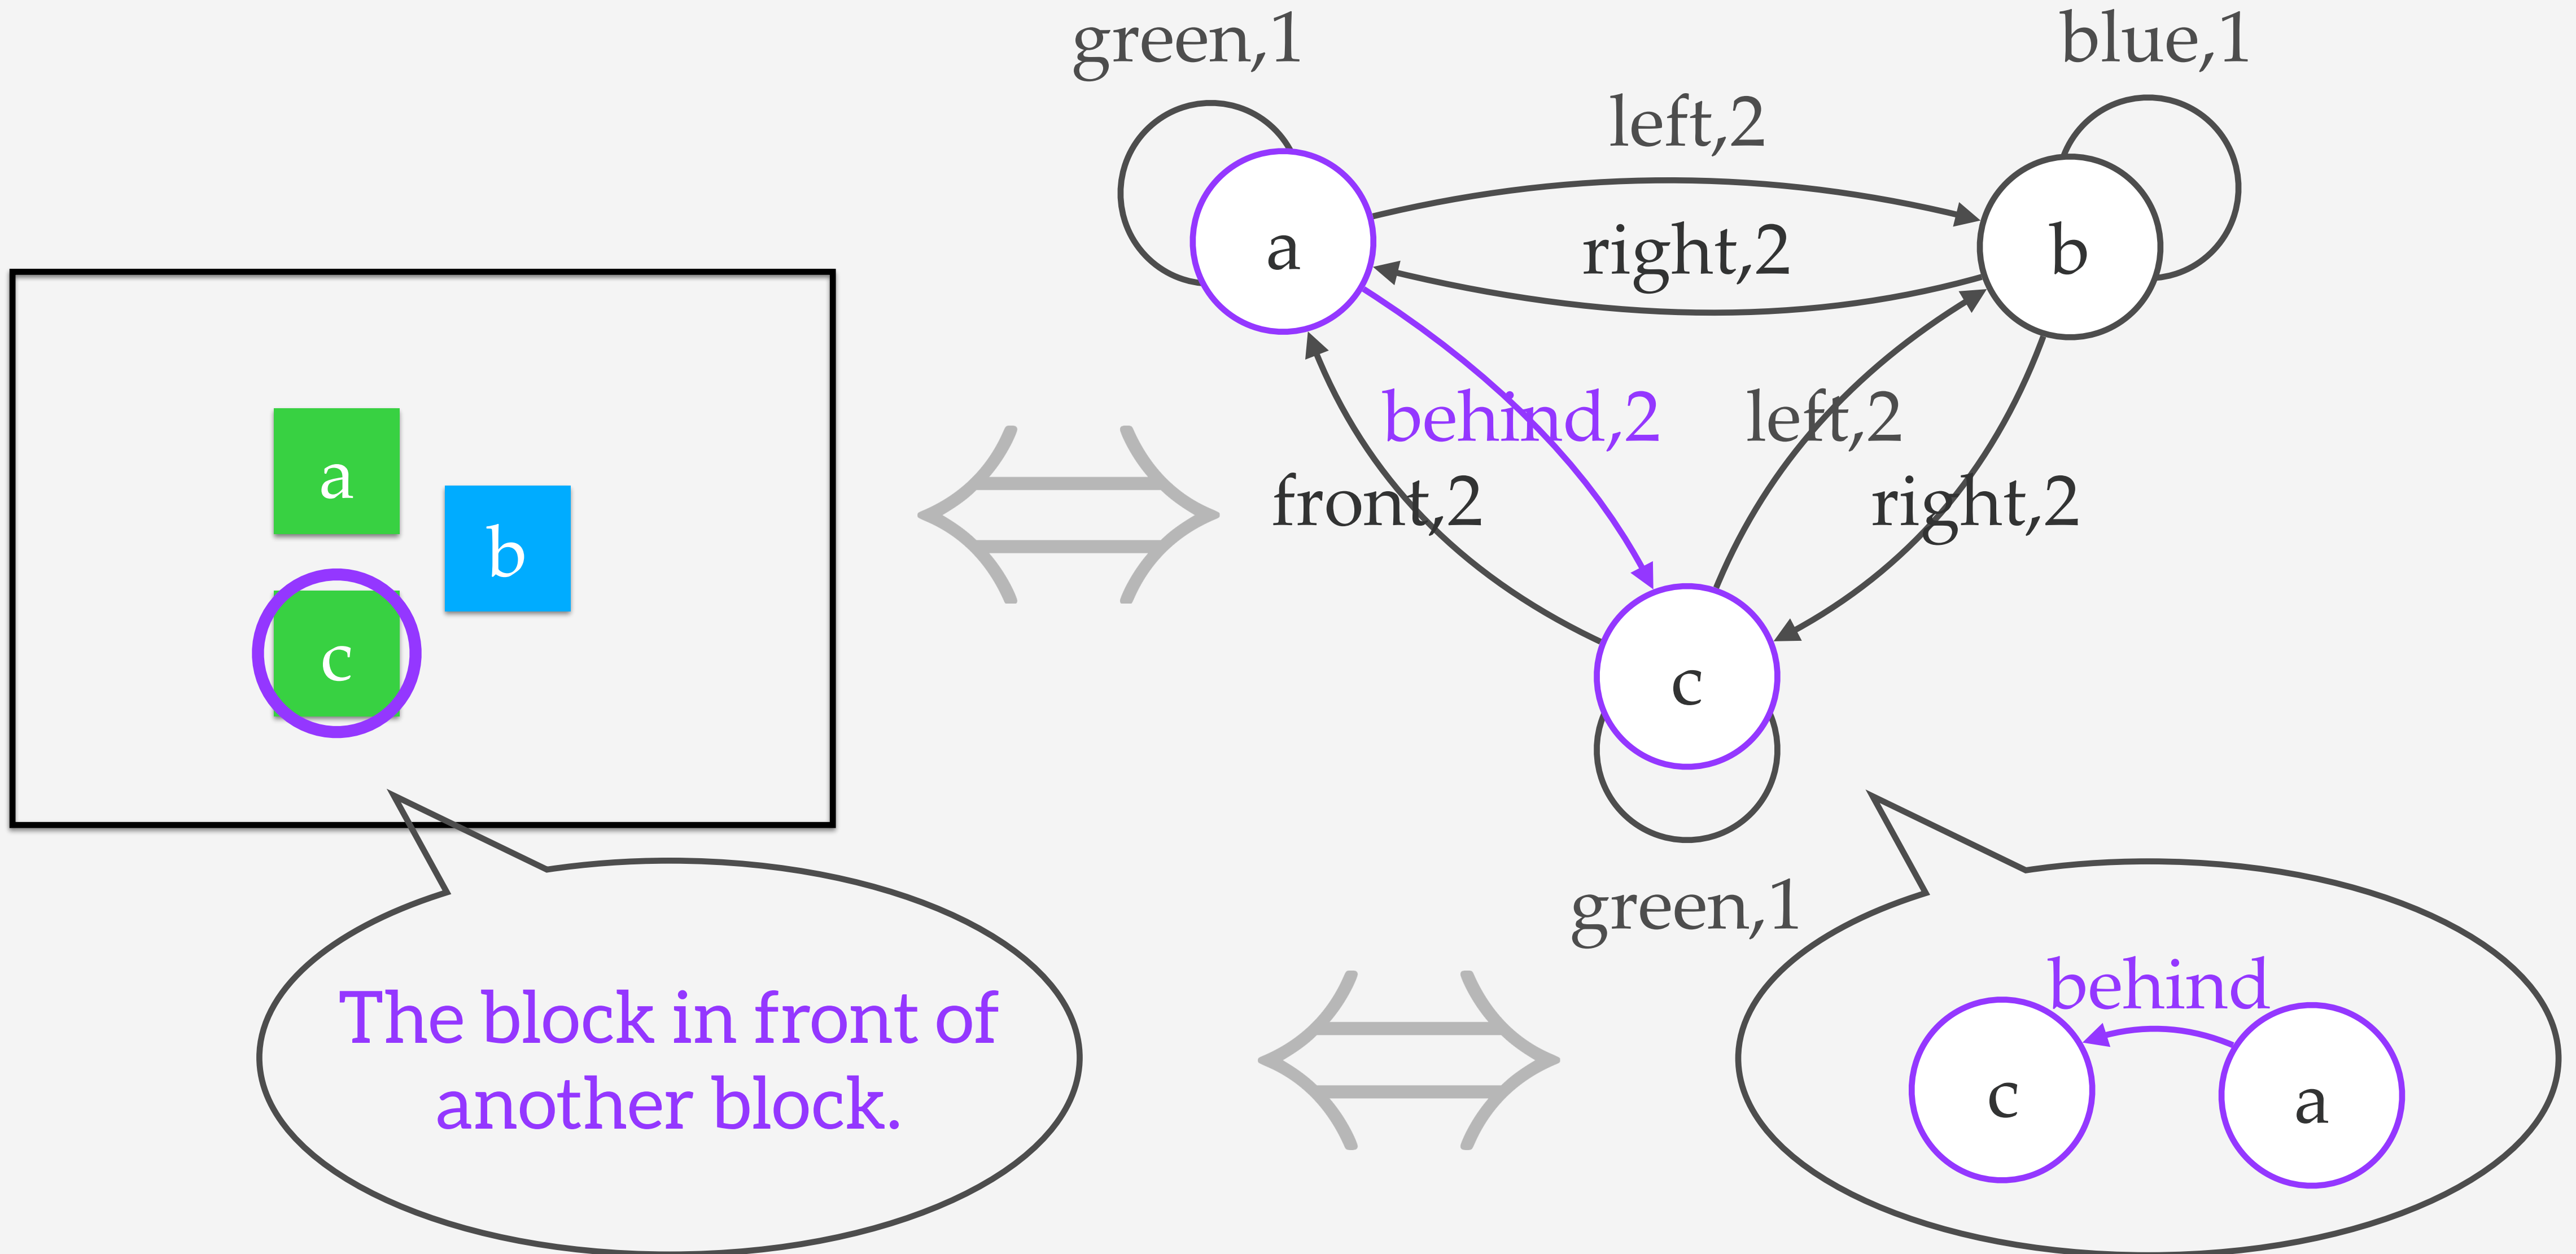 green,1
blue,1
left,2
a
b
right,2
behind,2
left,2
front,2
right,2
a
b
c
c
green,1
The block in front of
another block.
behind
c
a